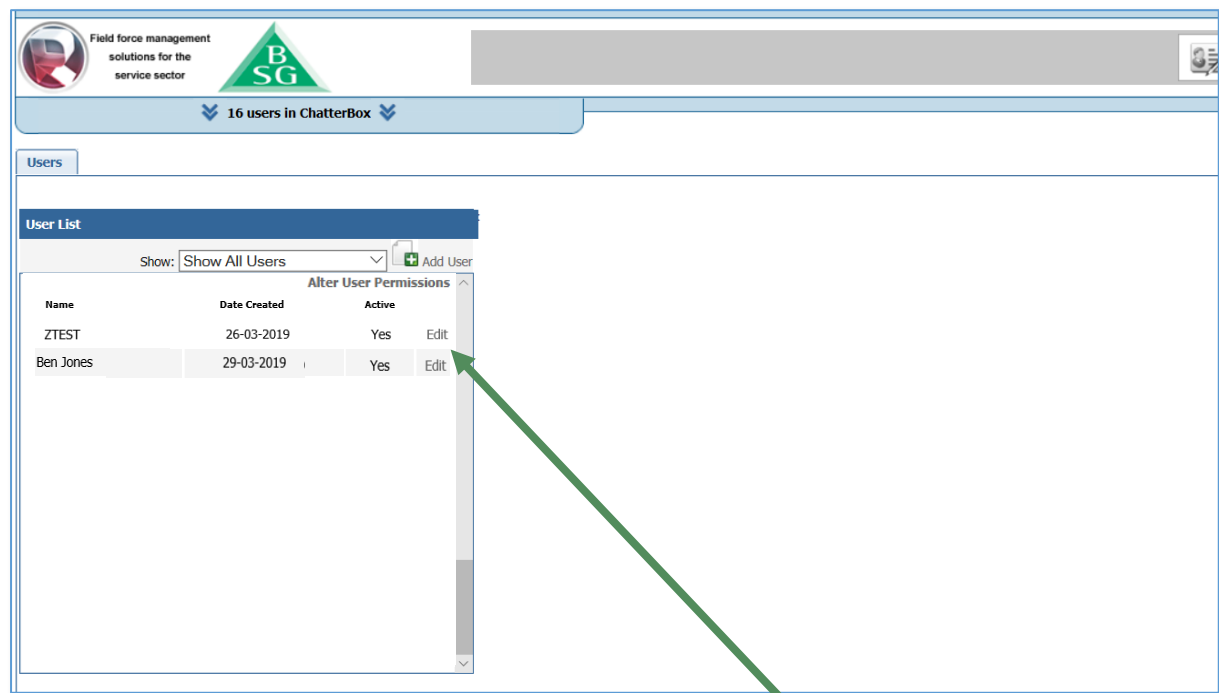 Field force management
solutions for the
service sector
B
SG
16 users in ChatterBox
Users
User List
Show: Show All Users Add User
Alter User Permissions
Name Date Created Active
ZTEST 26-03-2019 Yes Edit
Ben Jones 29-03-2019 Yes Edit